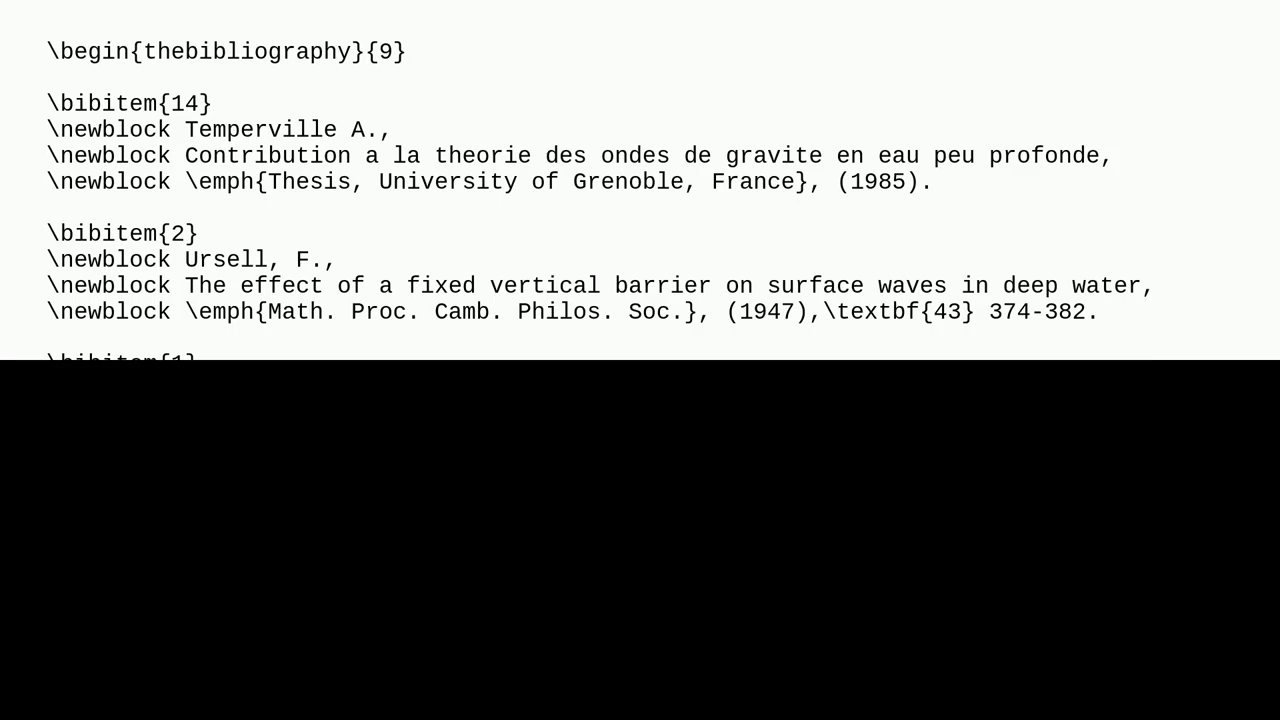 \begin{thebibliography}{9}
\bibitem{14}
\newblock Temperville A.,
\newblock Contribution a la theorie des ondes de gravite en eau peu profonde,
\newblock \emph{Thesis, University of Grenoble, France}, (1985).
\bibitem{2}
\newblock Ursell, F.,
\newblock The effect of a fixed vertical barrier on surface waves in deep water,
\newblock \emph{Math. Proc. Camb. Philos. Soc.}, (1947),\textbf{43} 374-382.
\bibitem{1}